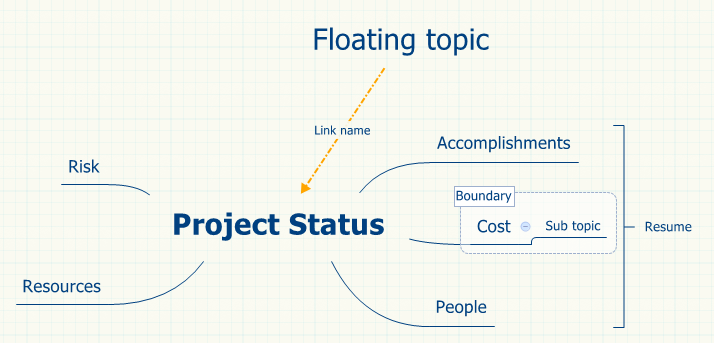 Floating topic
Link name
Accomplishments
Risk
Boundary
Project Status
Cost
Sub topic
Resume
Resources
People